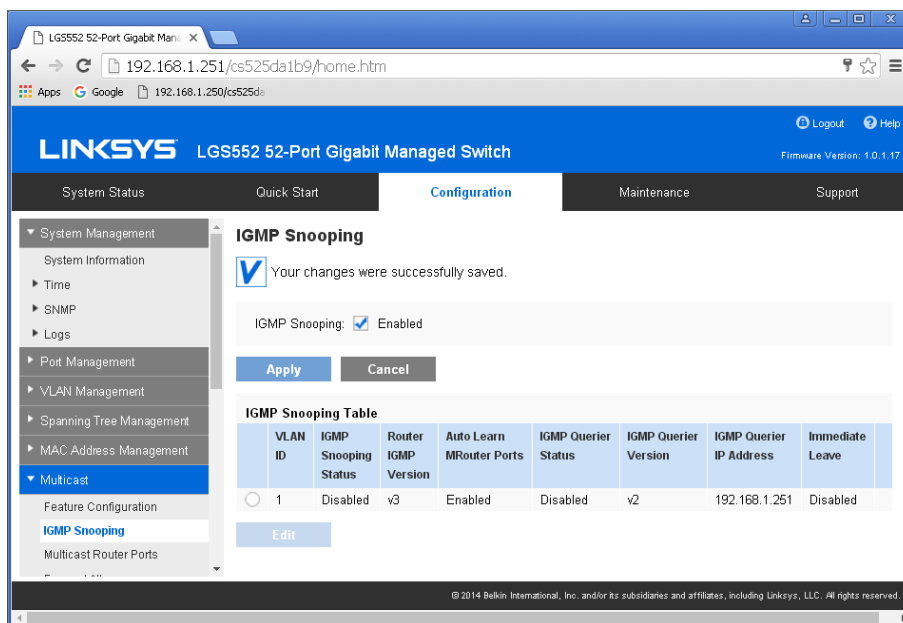 LGS552 52-Port Gigabit Mana
192.168.1.251/cs525da1b9/home.htm
Apps Google 192.168.1.250/cs525da
Logout Help
LINKSYS LGS552 52-Port Gigabit Managed Switch
Firmware Version: 1.0.1.17
System Status Quick Start Configuration Maintenance Support
System Management
System Information
Time
SNMP
Logs
Port Management
VLAN Management
Spanning Tree Management
MAC Address Management
Multicast
Feature Configuration
IGMP Snooping
Multicast Router Ports
IGMP Snooping
Your changes were successfully saved.
IGMP Snooping: Enabled
Apply Cancel
IGMP Snooping Table
VLAN ID IGMP Snooping Status Router IGMP Version Auto Learn MRouter Ports IGMP Querier Status IGMP Querier Version IGMP Querier IP Address Immediate Leave
1 Disabled v3 Enabled Disabled v2 192.168.1.251 Disabled
Edit
© 2014 Belkin International, Inc. and/or its subsidiaries and affiliates, including Linksys, LLC. All rights reserved.